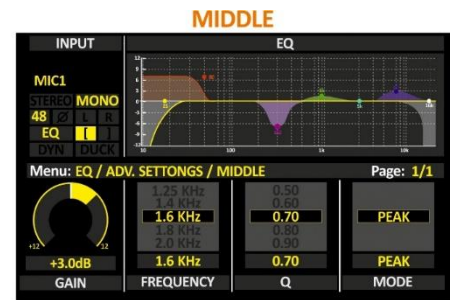 MIDDLE
INPUT
EQ
MIC1
STEREO MONO
48 Ø L R
EQ [ ]
DYN DUCK
10 100 1k 10k
Menu: EQ / ADV. SETTONGS / MIDDLE Page: 1/1
1.25 KHz 0.50
1.4 KHz 0.60
1.6 KHz 0.70 PEAK
1.8 KHz 0.80
2.0 KHz 0.90
+12 12
+3.0dB 1.6 KHz 0.70 PEAK
GAIN FREQUENCY Q MODE